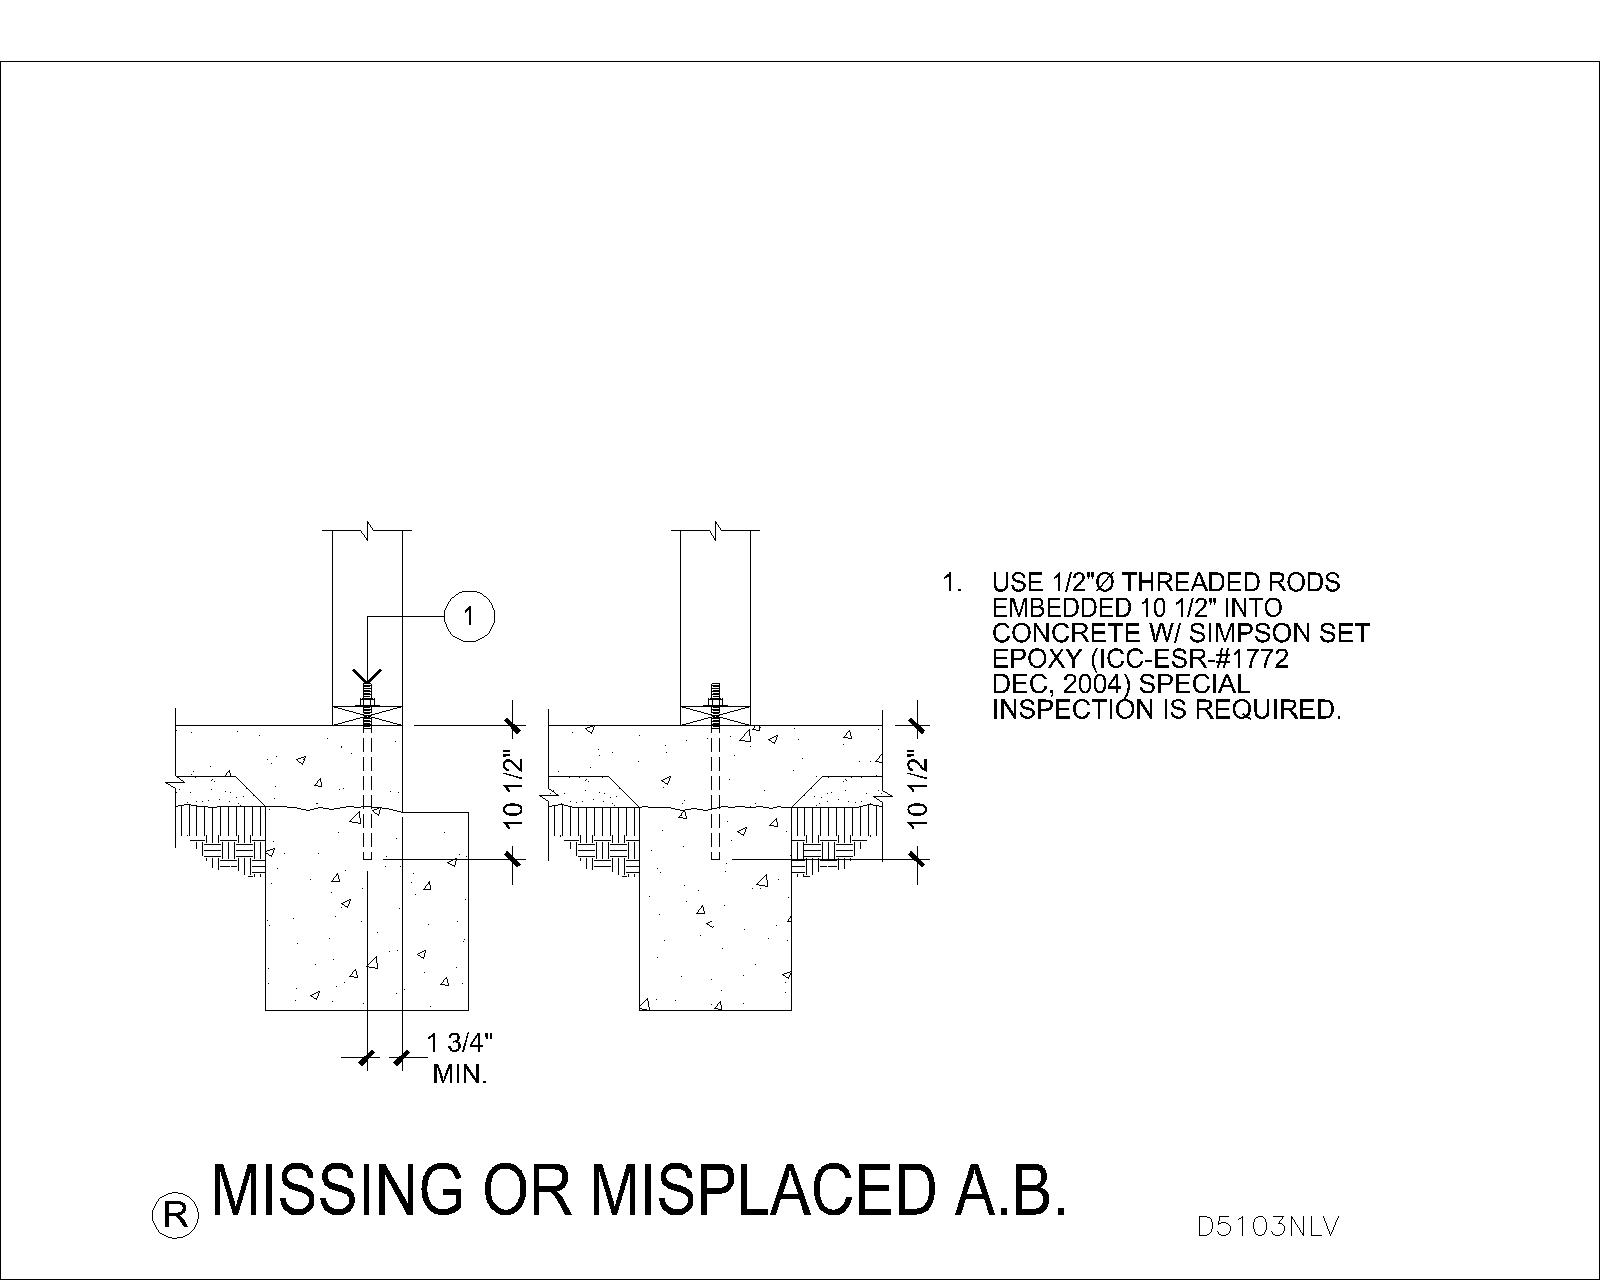 1
1. USE 1/2"Ø THREADED RODS
EMBEDDED 10 1/2" INTO
CONCRETE W/ SIMPSON SET
EPOXY (ICC-ESR-#1772
DEC, 2004) SPECIAL
INSPECTION IS REQUIRED.
10 1/2"
10 1/2"
1 3/4"
MIN.
R MISSING OR MISPLACED A.B.
D5103NLV